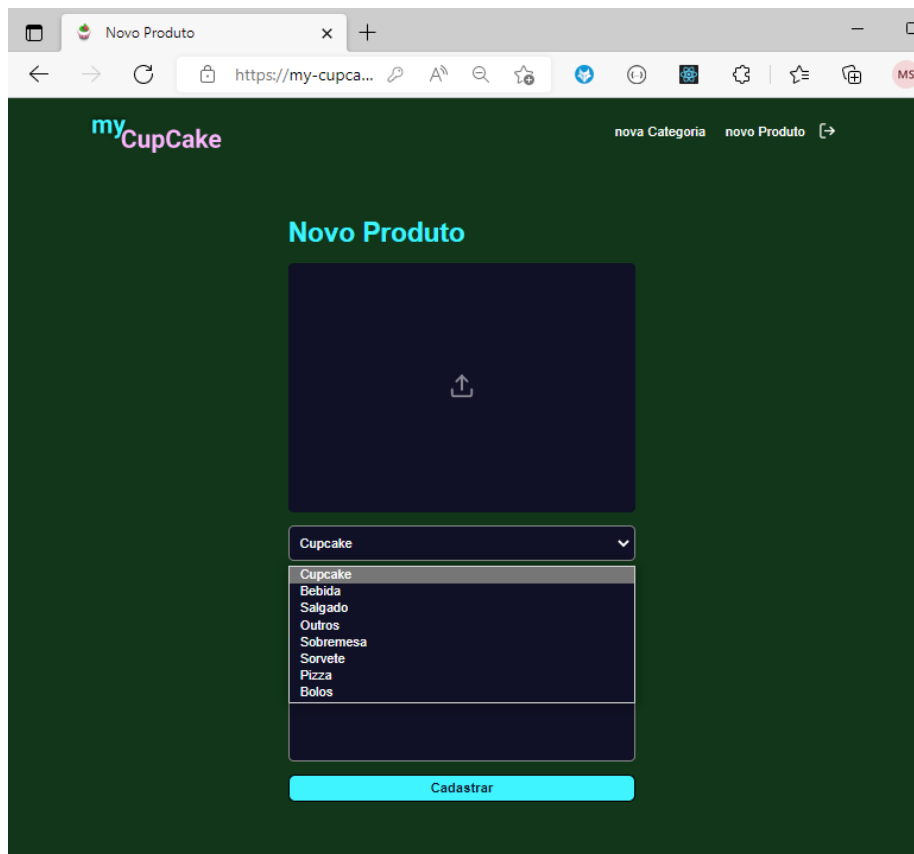 Novo Produto
https://my-cupca...
MS
my
CupCake
nova Categoria novo Produto
Novo Produto
Cupcake
Cupcake
Bebida
Salgado
Outros
Sobremesa
Sorvete
Pizza
Bolos
Cadastrar